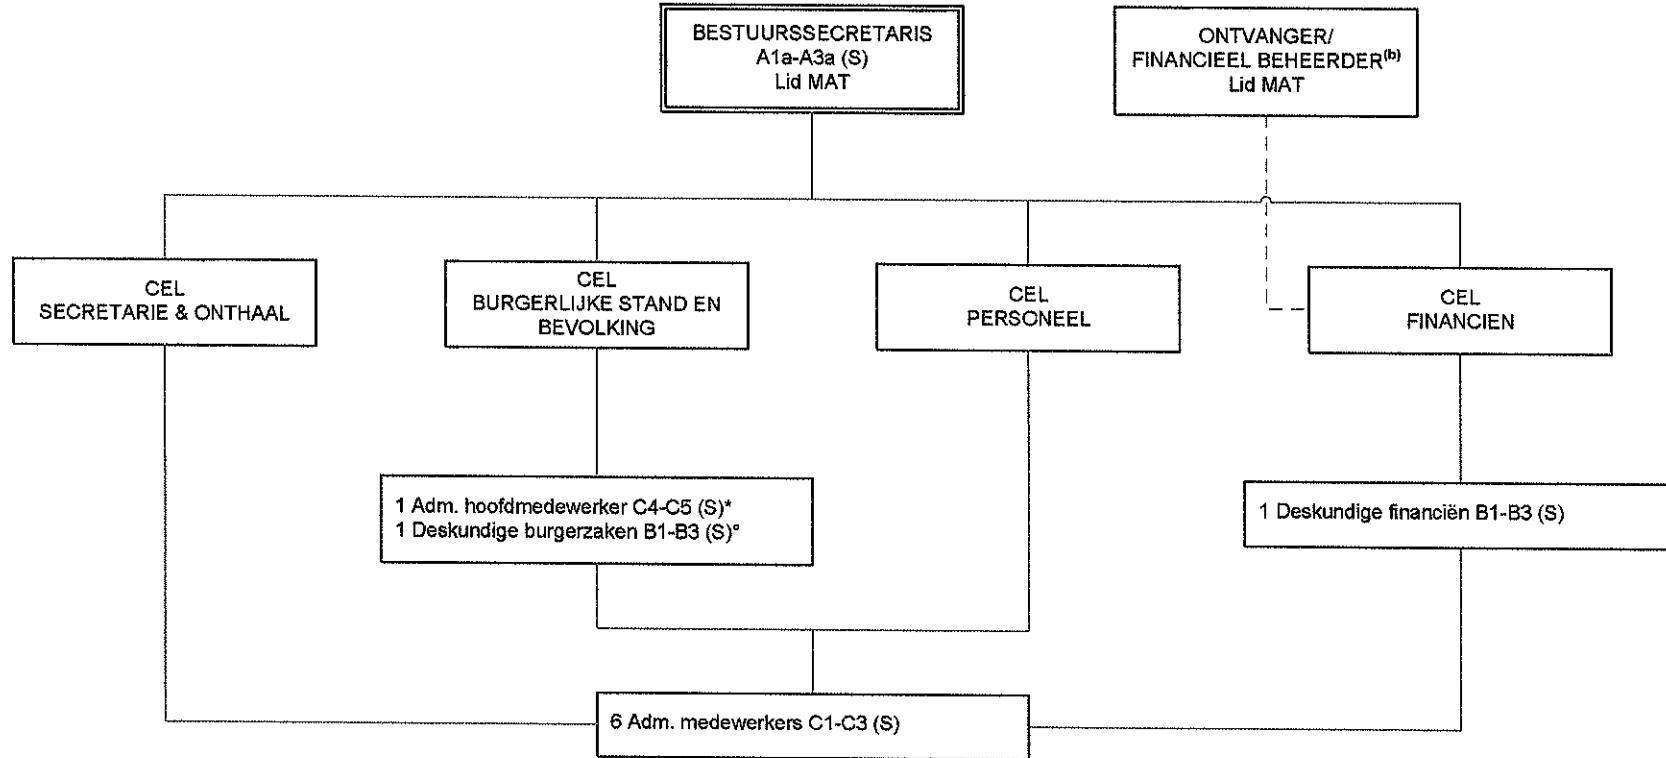 BESTUURSSECRETARIS
A1a-A3a (S)
Lid MAT
ONTVANGER/
FINANCIEEL BEHEERDER(b)
Lid MAT
CEL
SECRETARIE & ONTHAAL
CEL
BURGERLIJKE STAND EN
BEVOLKING
CEL
PERSONEEL
CEL
FINANCIEN
1 Adm. hoofdmedewerker C4-C5 (S)*
1 Deskundige burgerzaken B1-B3 (S)°
1 Deskundige financiën B1-B3 (S)
6 Adm. medewerkers C1-C3 (S)